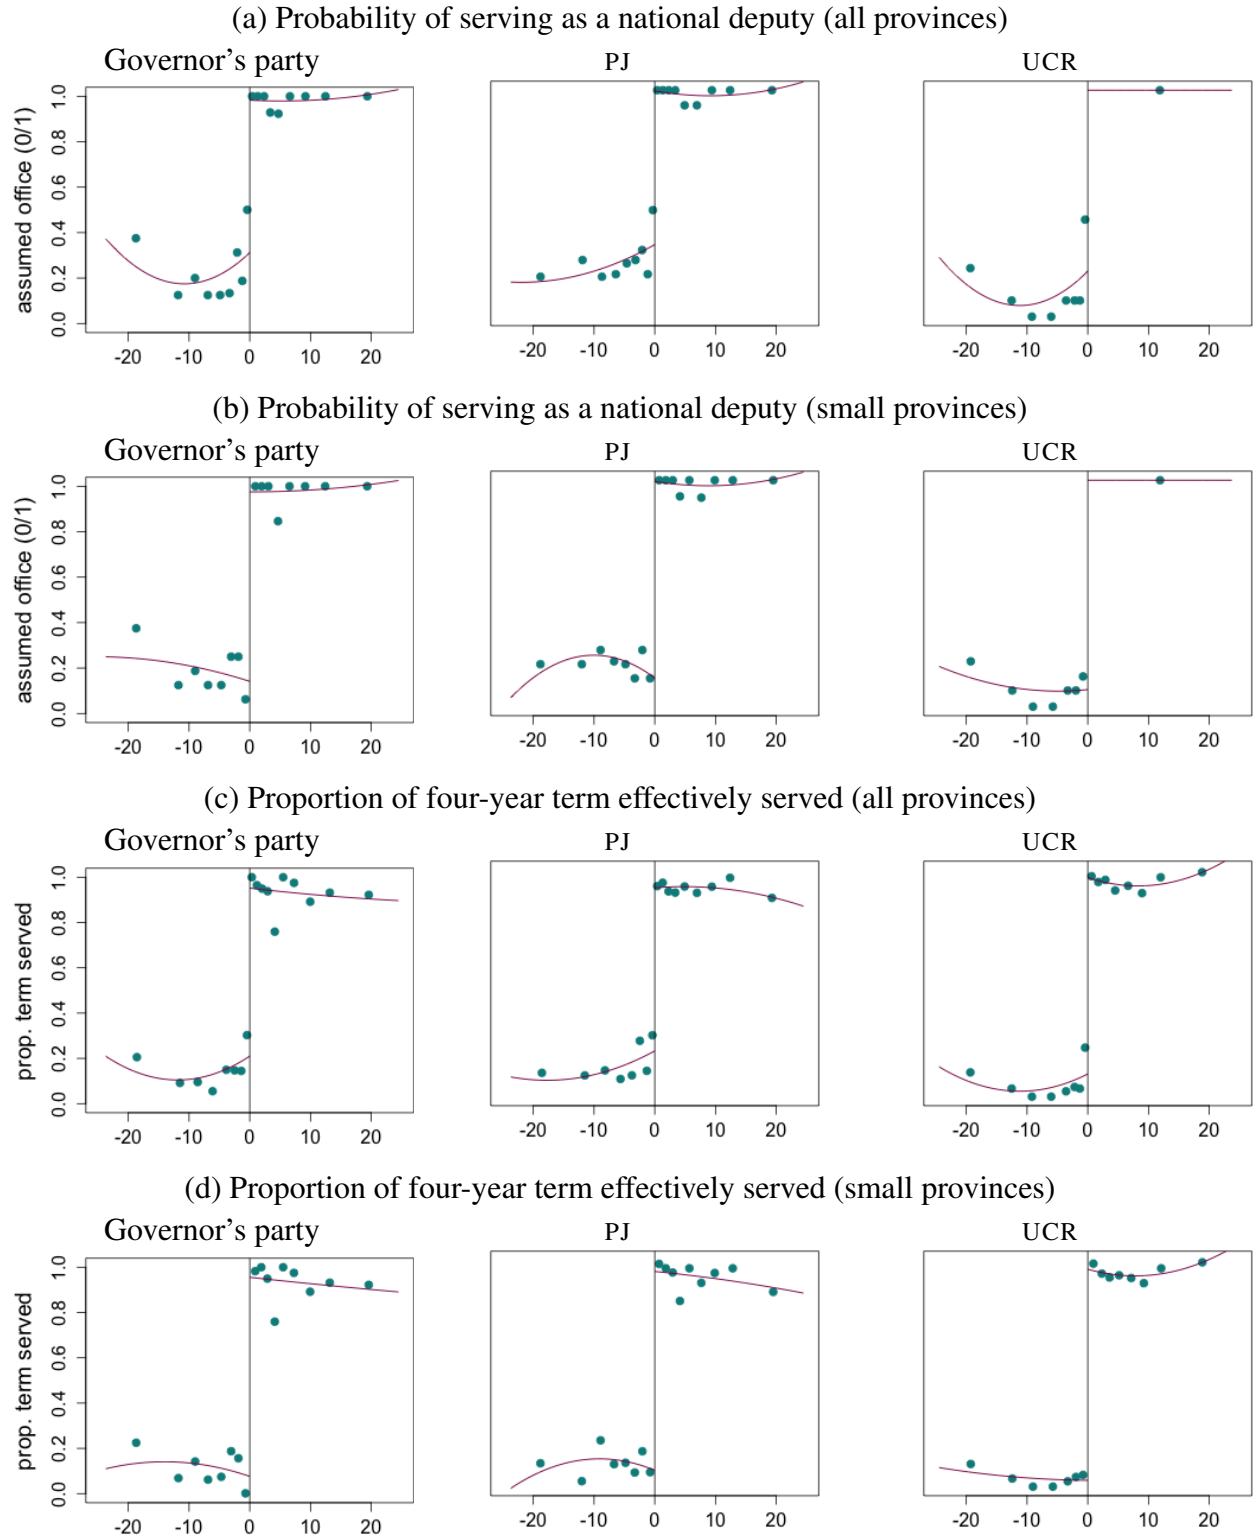 (a) Probability of serving as a national deputy (all provinces)
Governor's party PJ UCR
assumed office (0/1)
1.0
0.8
0.6
0.4
0.2
0.0
-20 -10 0 10 20 -20 -10 0 10 20 -20 -10 0 10 20
(b) Probability of serving as a national deputy (small provinces)
Governor's party PJ UCR
assumed office (0/1)
1.0
0.8
0.6
0.4
0.2
0.0
-20 -10 0 10 20 -20 -10 0 10 20 -20 -10 0 10 20
(c) Proportion of four-year term effectively served (all provinces)
Governor's party PJ UCR
prop. term served
1.0
0.8
0.6
0.4
0.2
0.0
-20 -10 0 10 20 -20 -10 0 10 20 -20 -10 0 10 20
(d) Proportion of four-year term effectively served (small provinces)
Governor's party PJ UCR
prop. term served
1.0
0.8
0.6
0.4
0.2
0.0
-20 -10 0 10 20 -20 -10 0 10 20 -20 -10 0 10 20